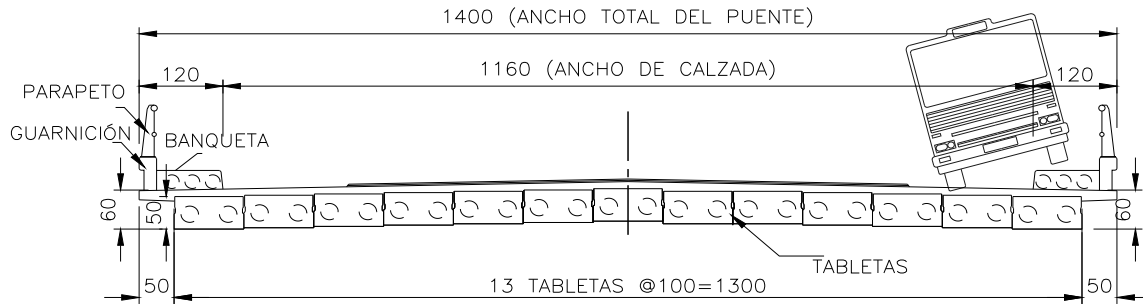 1400 (ANCHO TOTAL DEL PUENTE)
120
1160 (ANCHO DE CALZADA)
120
PARAPETO
GUARNICIÓN
BANQUETA
60
50
60
TABLETAS
50
13 TABLETAS @100=1300
50